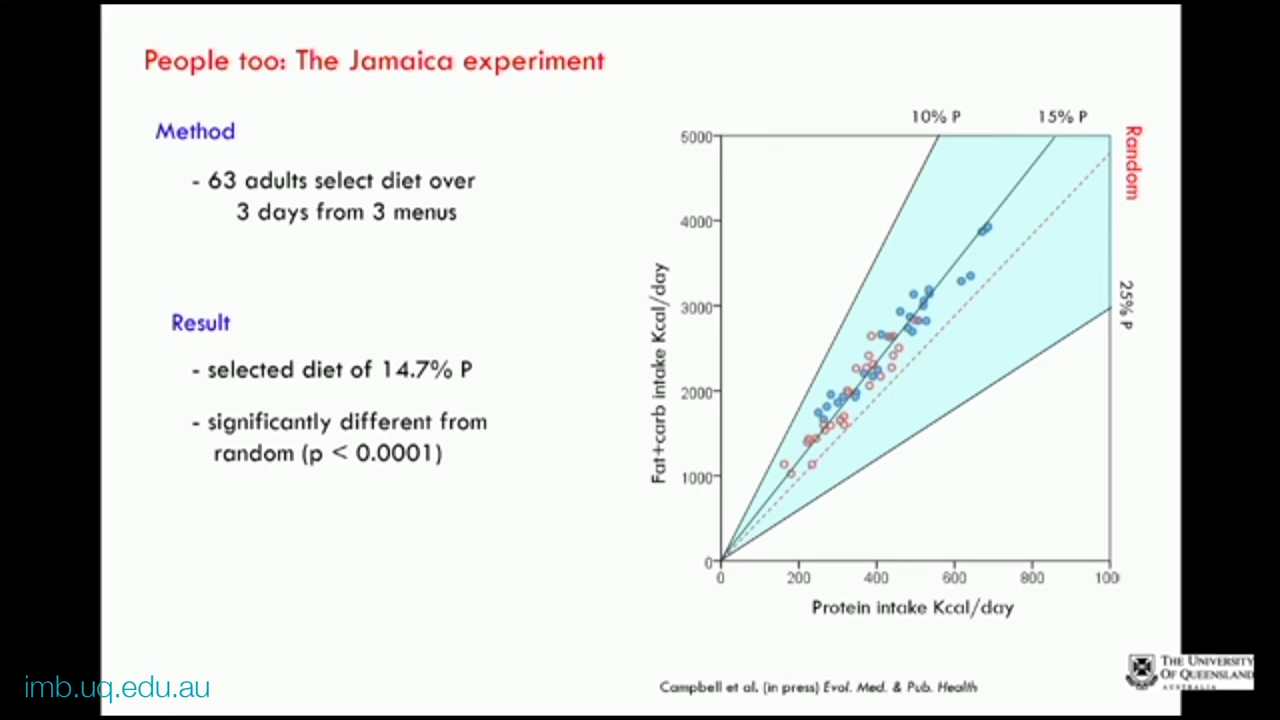 People too: The Jamaica experiment
Method
- 63 adults select diet over
3 days from 3 menus
Result
- selected diet of 14.7% P
- significantly different from
random (p < 0.0001)
10% P
15% P
Random
25% P
5000
4000
3000
2000
1000
0
Fat+carb intake Kcal/day
0 200 400 600 800 100
Protein intake Kcal/day
Campbell et al. (in press) Evol. Med. & Pub. Health
imb.uq.edu.au
THE UNIVERSITY
OF QUEENSLAND
AUSTRALIA